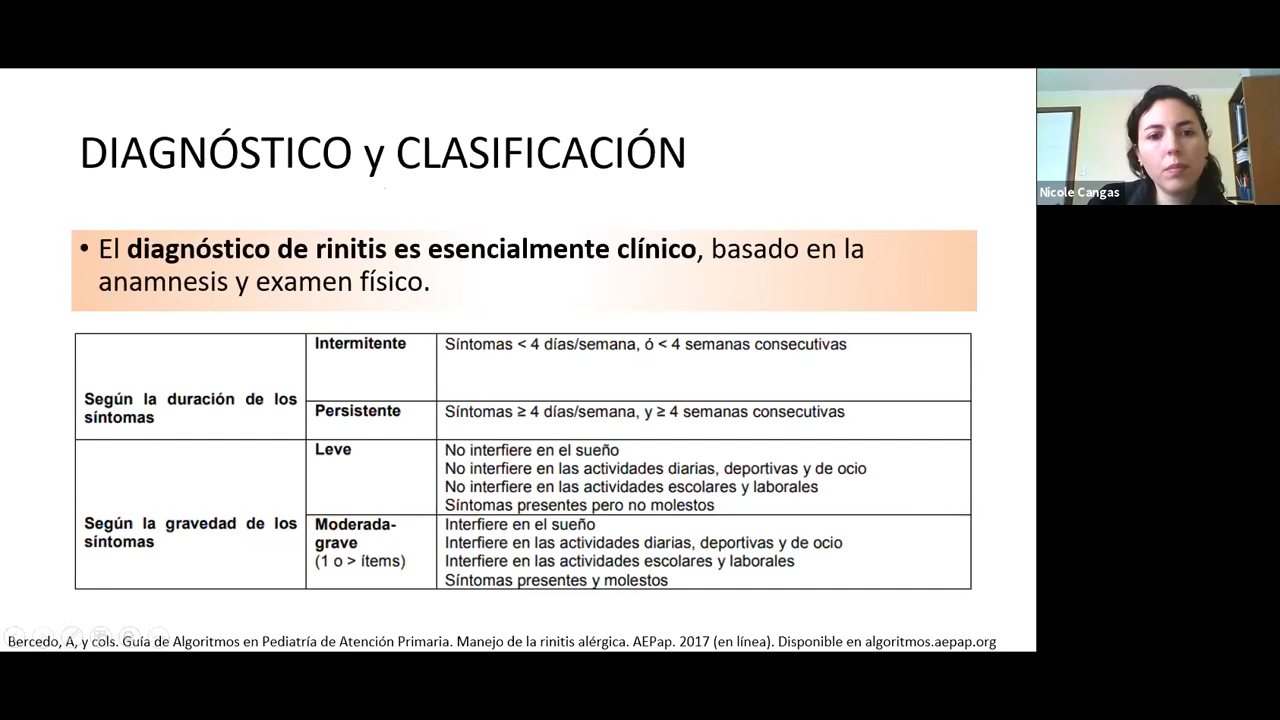 DIAGNÓSTICO y CLASIFICACIÓN
Nicole Cangas
• El diagnóstico de rinitis es esencialmente clínico, basado en la
anamnesis y examen físico.
Según la duración de los
síntomas
Intermitente
Síntomas < 4 días/semana, ó < 4 semanas consecutivas
Persistente
Síntomas ≥ 4 días/semana, y ≥ 4 semanas consecutivas
Según la gravedad de los
síntomas
Leve
No interfiere en el sueño
No interfiere en las actividades diarias, deportivas y de ocio
No interfiere en las actividades escolares y laborales
Síntomas presentes pero no molestos
Moderada-
grave
(1 o > ítems)
Interfiere en el sueño
Interfiere en las actividades diarias, deportivas y de ocio
Interfiere en las actividades escolares y laborales
Síntomas presentes y molestos
Bercedo, A, y cols. Guía de Algoritmos en Pediatría de Atención Primaria. Manejo de la rinitis alérgica. AEPap. 2017 (en línea). Disponible en algoritmos.aepap.org